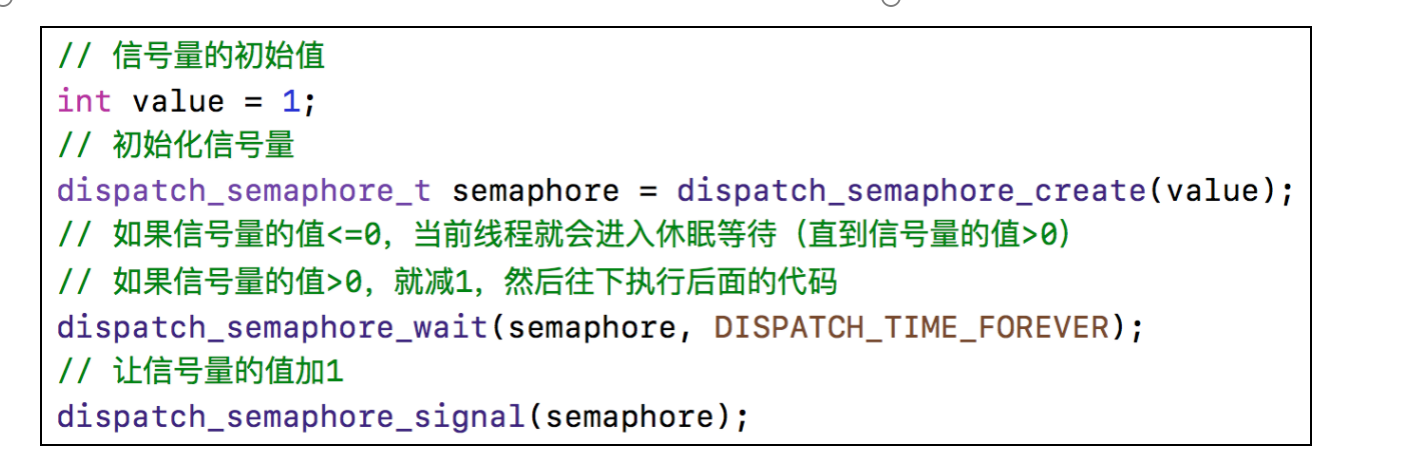 // 信号量的初始值
int value = 1;
// 初始化信号量
dispatch_semaphore_t semaphore = dispatch_semaphore_create(value);
// 如果信号量的值<=0，当前线程就会进入休眠等待（直到信号量的值>0）
// 如果信号量的值>0，就减1，然后往下执行后面的代码
dispatch_semaphore_wait(semaphore, DISPATCH_TIME_FOREVER);
// 让信号量的值加1
dispatch_semaphore_signal(semaphore);